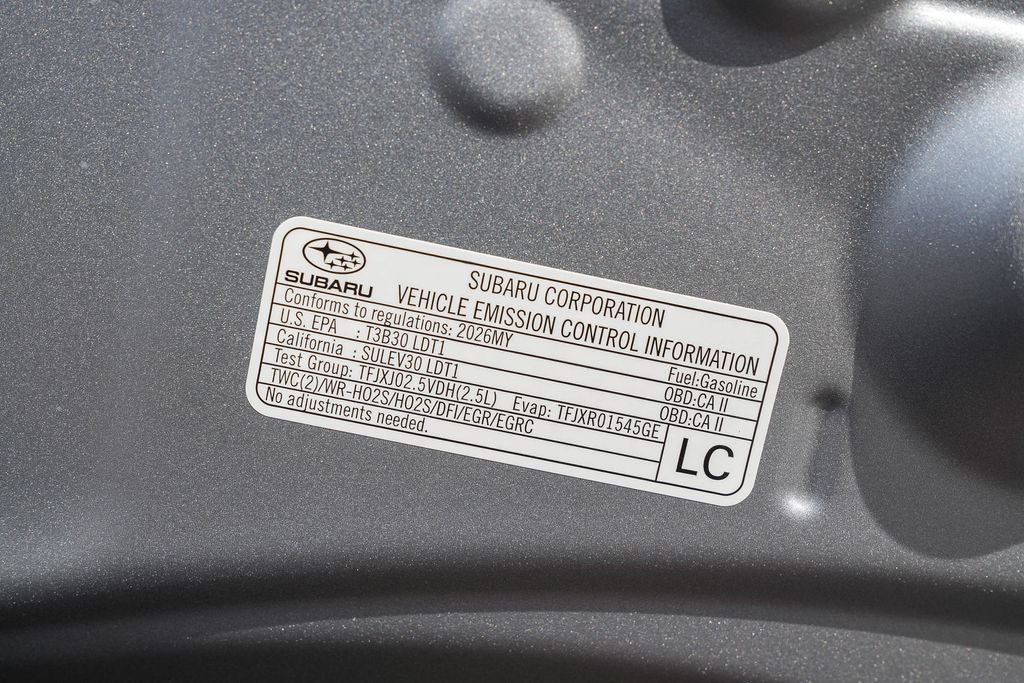 SUBARU
SUBARU CORPORATION
VEHICLE EMISSION CONTROL INFORMATION
Conforms to regulations: 2026MY Fuel:Gasoline
U.S. EPA : T3B30 LDT1 OBD:CA II
California : SULEV30 LDT1 OBD:CA II
Test Group: TFJXJ02.5VDH(2.5L) Evap: TFJXR01545GE
TWC(2)/WR-HO2S/HO2S/DFI/EGR/EGRC
No adjustments needed.
LC